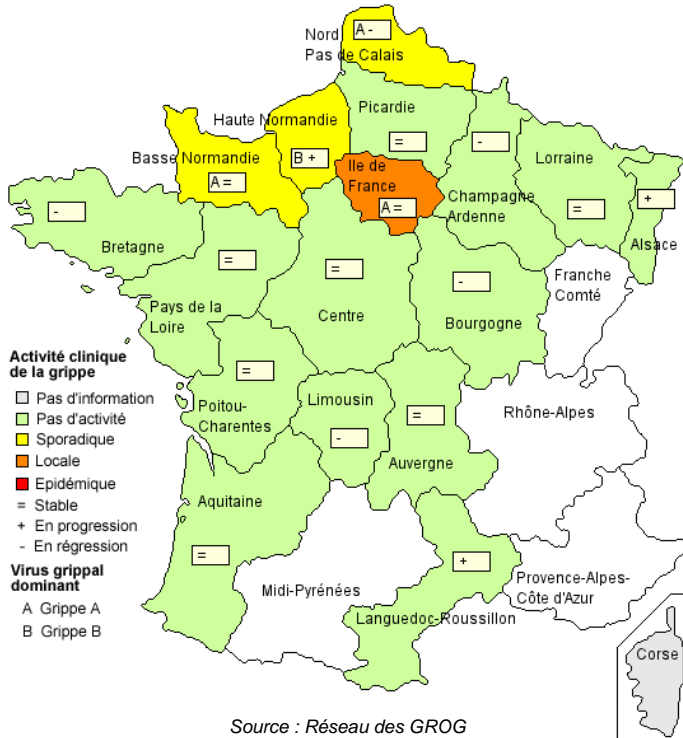 Nord
Pas de Calais
A -
Picardie
=
Haute Normandie
B +
Basse Normandie
A =
Ile de
France
A =
-
Champagne
Ardenne
Lorraine
=
+
Alsace
-
Bretagne
=
Pays de la
Loire
=
Centre
-
Bourgogne
Franche
Comté
=
Poitou-
Charentes
Limousin
-
=
Auvergne
Rhône-Alpes
Aquitaine
=
Midi-Pyrénées
+
Languedoc-Roussillon
Provence-Alpes-
Côte d'Azur
Corse
Activité clinique
de la grippe
Pas d'information
Pas d'activité
Sporadique
Locale
Epidémique
= Stable
+ En progression
- En régression
Virus grippal
dominant
A Grippe A
B Grippe B
Source : Réseau des GROG